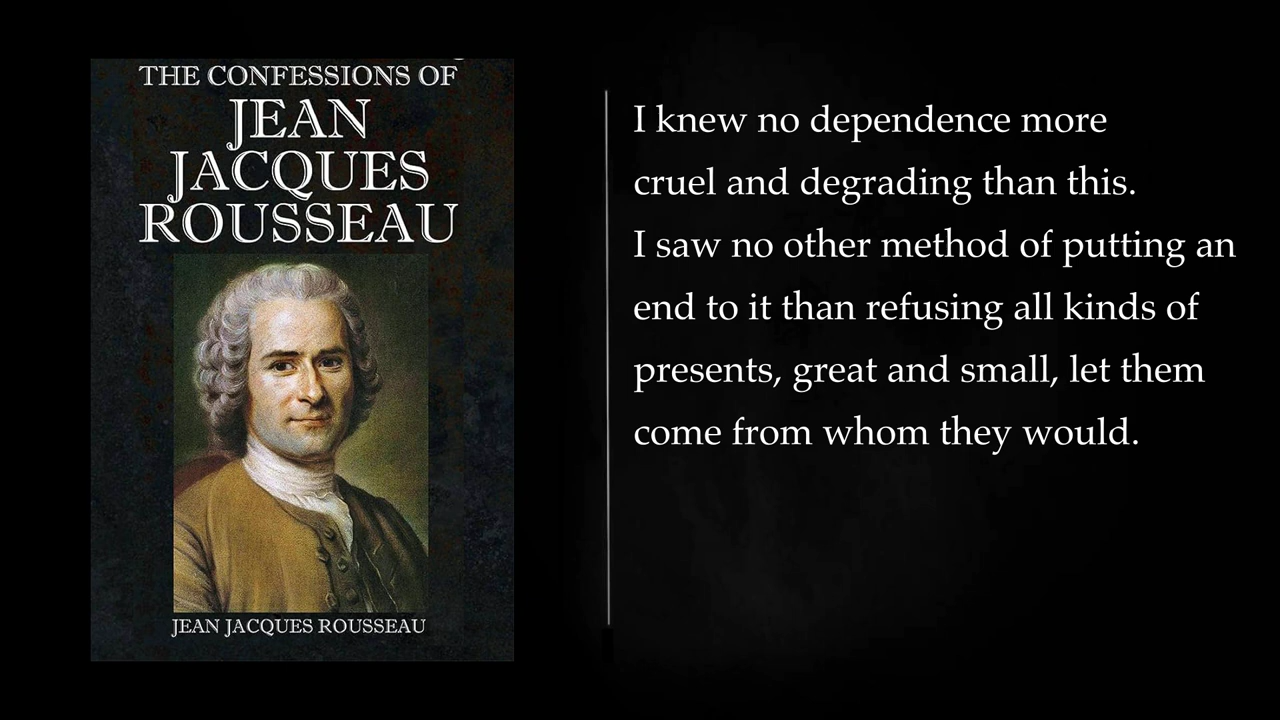 THE CONFESSIONS OF
JEAN
JACQUES
ROUSSEAU
JEAN JACQUES ROUSSEAU
I knew no dependence more
cruel and degrading than this.
I saw no other method of putting an
end to it than refusing all kinds of
presents, great and small, let them
come from whom they would.